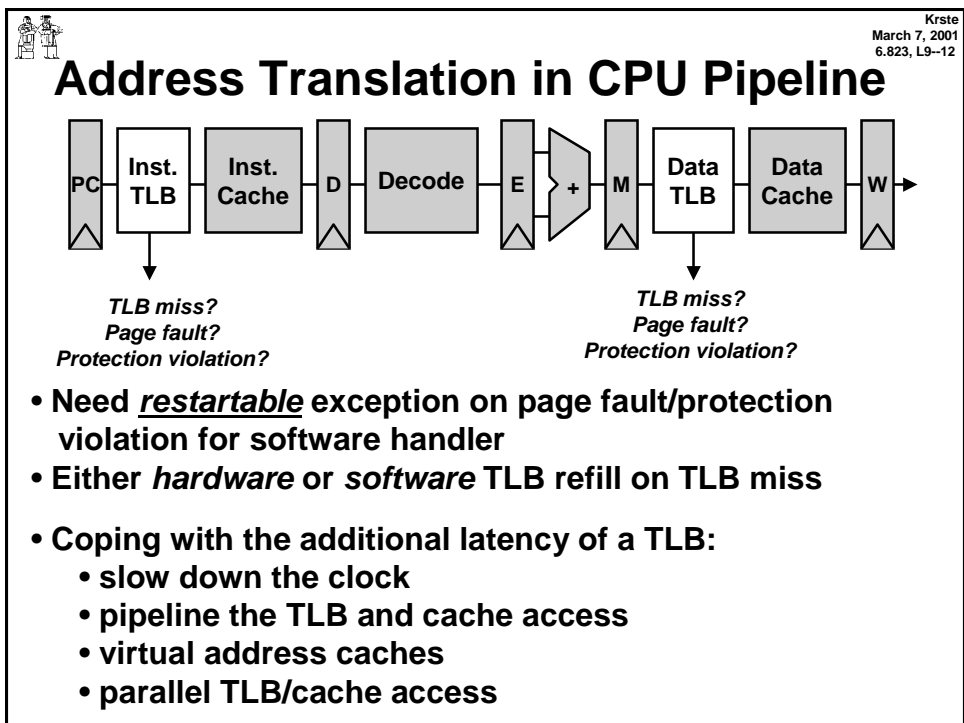 Krste
March 7, 2001
6.823, L9--12
Address Translation in CPU Pipeline
PC
Inst.
TLB
Inst.
Cache
D
Decode
E
+
M
Data
TLB
Data
Cache
W
TLB miss?
Page fault?
Protection violation?
TLB miss?
Page fault?
Protection violation?
• Need restartable exception on page fault/protection
violation for software handler
• Either hardware or software TLB refill on TLB miss
• Coping with the additional latency of a TLB:
• slow down the clock
• pipeline the TLB and cache access
• virtual address caches
• parallel TLB/cache access